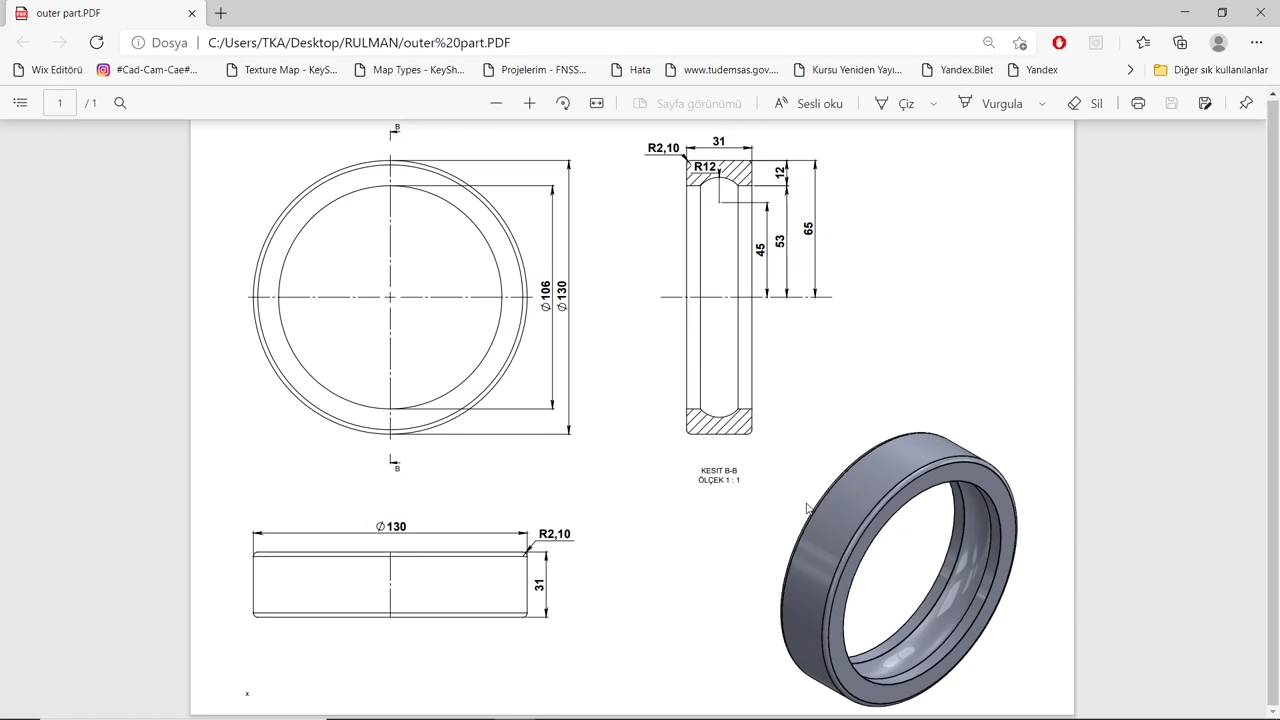 outer part.PDF
Dosya C:/Users/TKA/Desktop/RULMAN/outer%20part.PDF
Wix Editörü #Cad-Cam-Cae#... Texture Map - KeyS... Map Types - KeySh... Projelerim - FNSS... Hata www.tudemsas.gov.... Kursu Yeniden Yayı... Yandex.Bilet Yandex Diğer sık kullanılanlar
1 / 1 Sayfa görünümü Sesli oku Çiz Vurgula Sil
B
31
R2,10
R12
12
45
53
65
∅106
∅130
B
KESIT B-B
ÖLÇEK 1 : 1
∅130
R2,10
31
x